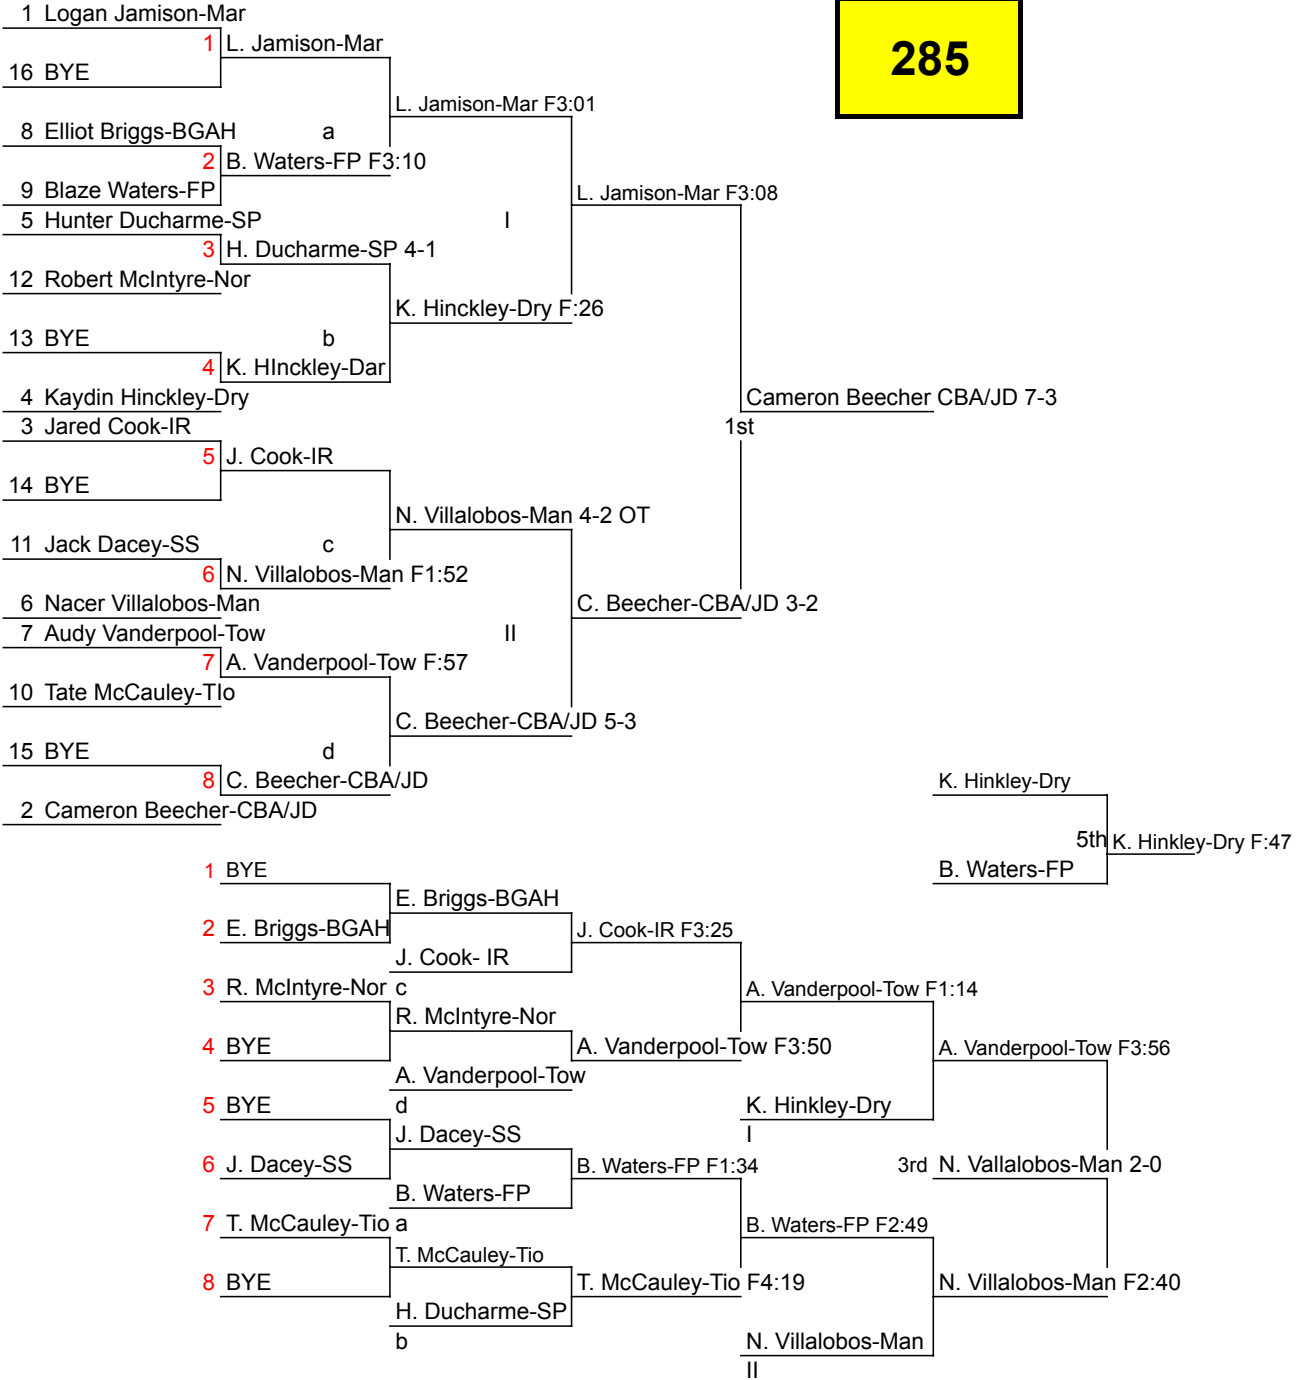 1 Logan Jamison-Mar
285
1 L. Jamison-Mar
16 BYE
L. Jamison-Mar F3:01
8 Elliot Briggs-BGAH a
2 B. Waters-FP F3:10
9 Blaze Waters-FP
L. Jamison-Mar F3:08
5 Hunter Ducharme-SP I
3 H. Ducharme-SP 4-1
12 Robert McIntyre-Nor
K. Hinckley-Dry F:26
13 BYE b
4 K. HInckley-Dar
4 Kaydin Hinckley-Dry
Cameron Beecher CBA/JD 7-3
3 Jared Cook-IR
1st
5 J. Cook-IR
14 BYE
N. Villalobos-Man 4-2 OT
11 Jack Dacey-SS c
6 N. Villalobos-Man F1:52
6 Nacer Villalobos-Man
C. Beecher-CBA/JD 3-2
7 Audy Vanderpool-Tow II
7 A. Vanderpool-Tow F:57
10 Tate McCauley-TIo
C. Beecher-CBA/JD 5-3
15 BYE d
8 C. Beecher-CBA/JD
K. Hinkley-Dry
2 Cameron Beecher-CBA/JD
5th K. Hinkley-Dry F:47
1 BYE
B. Waters-FP
E. Briggs-BGAH
2 E. Briggs-BGAH
J. Cook-IR F3:25
J. Cook- IR
3 R. McIntyre-Nor c
A. Vanderpool-Tow F1:14
R. McIntyre-Nor
4 BYE
A. Vanderpool-Tow F3:50
A. Vanderpool-Tow F3:56
A. Vanderpool-Tow
5 BYE d
K. Hinkley-Dry
J. Dacey-SS I
6 J. Dacey-SS
B. Waters-FP F1:34
3rd N. Vallalobos-Man 2-0
B. Waters-FP
7 T. McCauley-Tio a
B. Waters-FP F2:49
T. McCauley-Tio
8 BYE
T. McCauley-Tio F4:19
N. Villalobos-Man F2:40
H. Ducharme-SP
b
N. Villalobos-Man
II